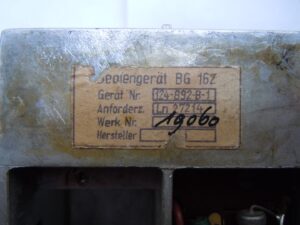 Bediengerät BG 162
Gerät Nr. 124-892-B-1
Anforderz. Ln 27214
Werk Nr. 19060
Hersteller